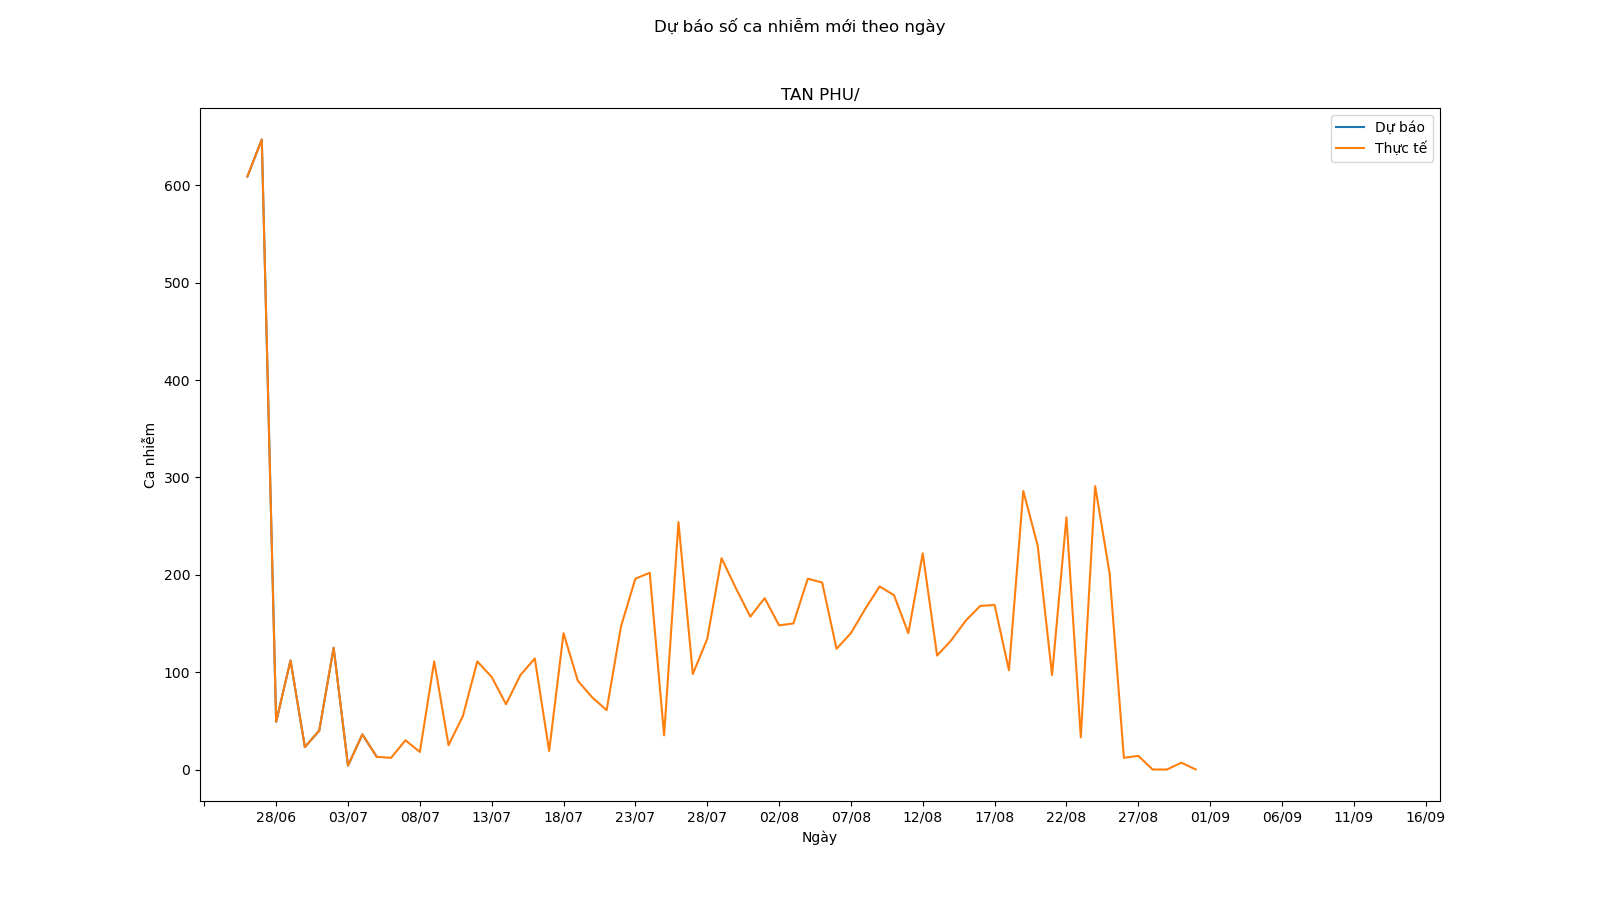 Dự báo số ca nhiễm mới theo ngày
TAN PHU/
Dự báo
Thực tế
600
500
400
300
200
100
0
Ca nhiễm
28/06 03/07 08/07 13/07 18/07 23/07 28/07 02/08 07/08 12/08 17/08 22/08 27/08 01/09 06/09 11/09 16/09
Ngày